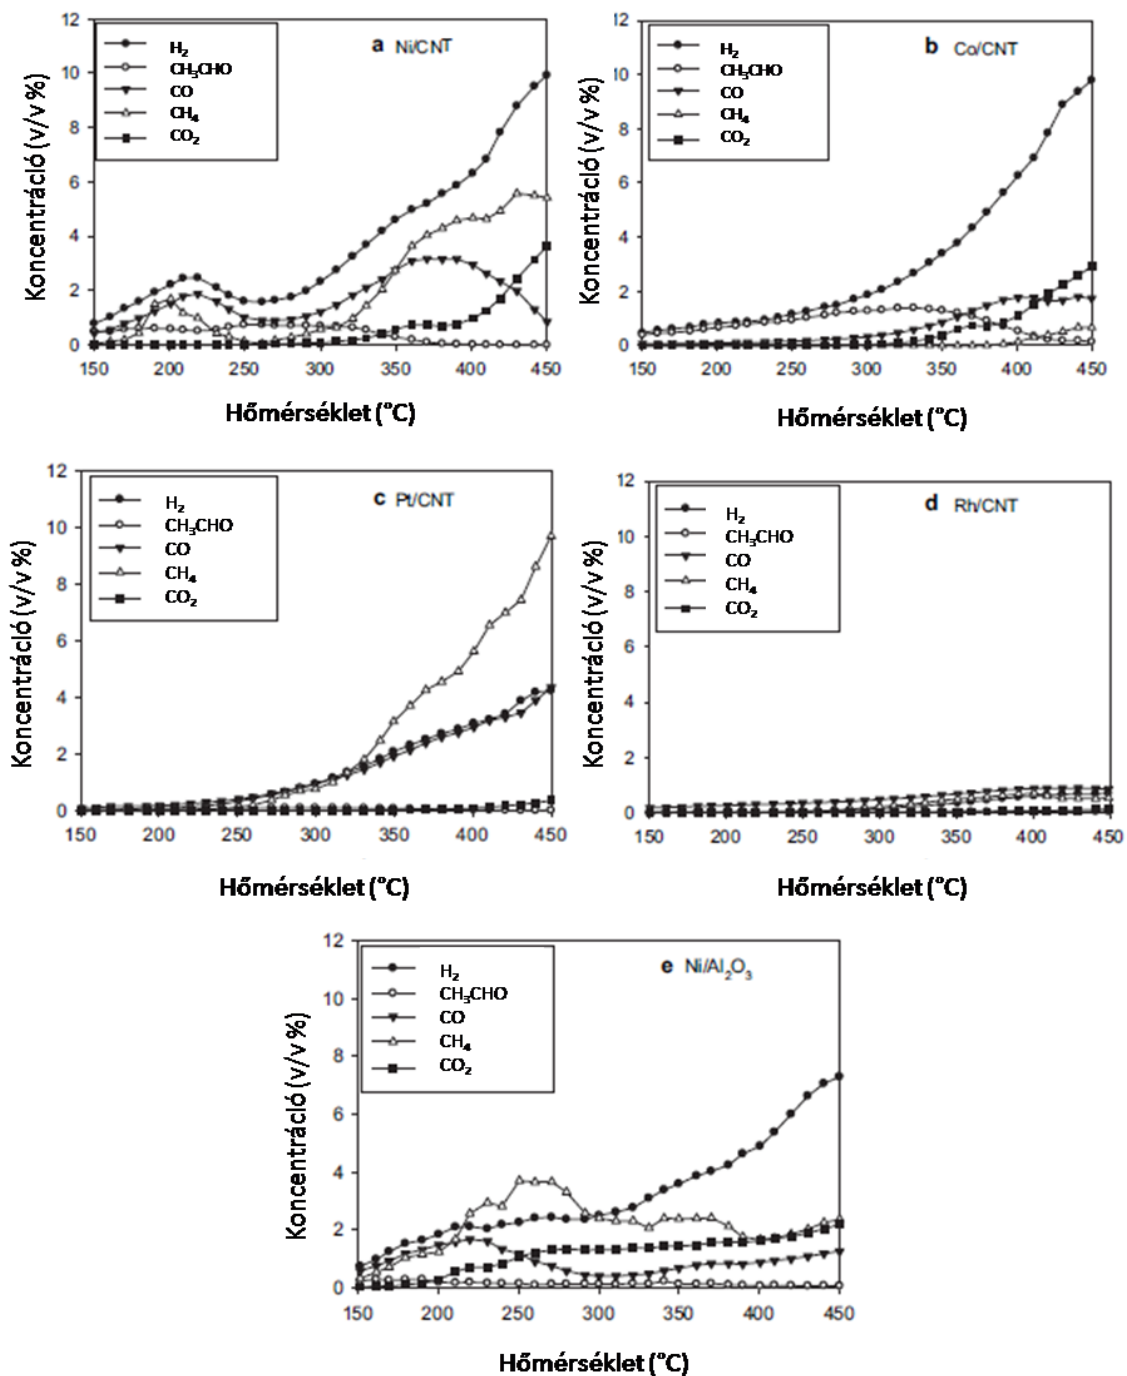 a Ni/CNT
H₂
CH₃CHO
CO
CH₄
CO₂
Koncentráció (v/v %)
12
10
8
6
4
2
0
150 200 250 300 350 400 450
Hőmérséklet (°C)
b Co/CNT
H₂
CH₃CHO
CO
CH₄
CO₂
Koncentráció (v/v %)
12
10
8
6
4
2
0
150 200 250 300 350 400 450
Hőmérséklet (°C)
c Pt/CNT
H₂
CH₃CHO
CO
CH₄
CO₂
Koncentráció (v/v %)
12
10
8
6
4
2
0
150 200 250 300 350 400 450
Hőmérséklet (°C)
d Rh/CNT
H₂
CH₃CHO
CO
CH₄
CO₂
Koncentráció (v/v %)
12
10
8
6
4
2
0
150 200 250 300 350 400 450
Hőmérséklet (°C)
e Ni/Al₂O₃
H₂
CH₃CHO
CO
CH₄
CO₂
Koncentráció (v/v %)
12
10
8
6
4
2
0
150 200 250 300 350 400 450
Hőmérséklet (°C)